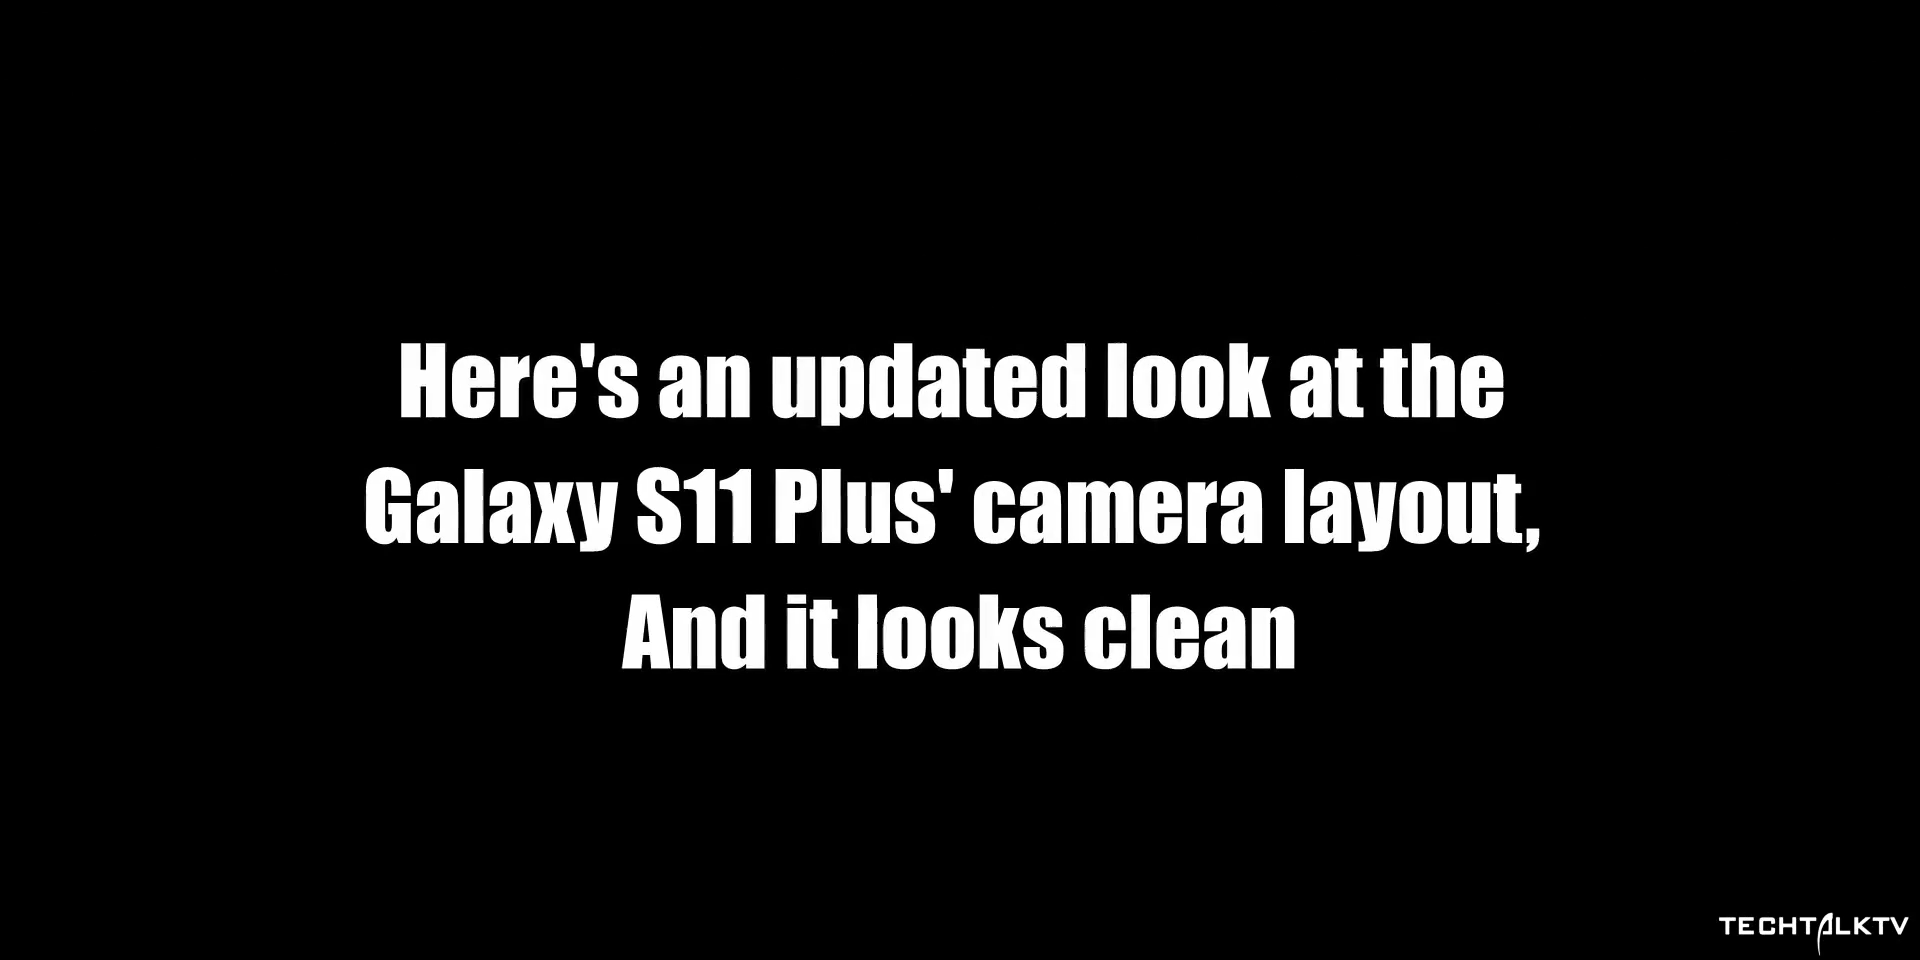 Here's an updated look at the
Galaxy S11 Plus' camera layout,
And it looks clean
TECHTALKTV